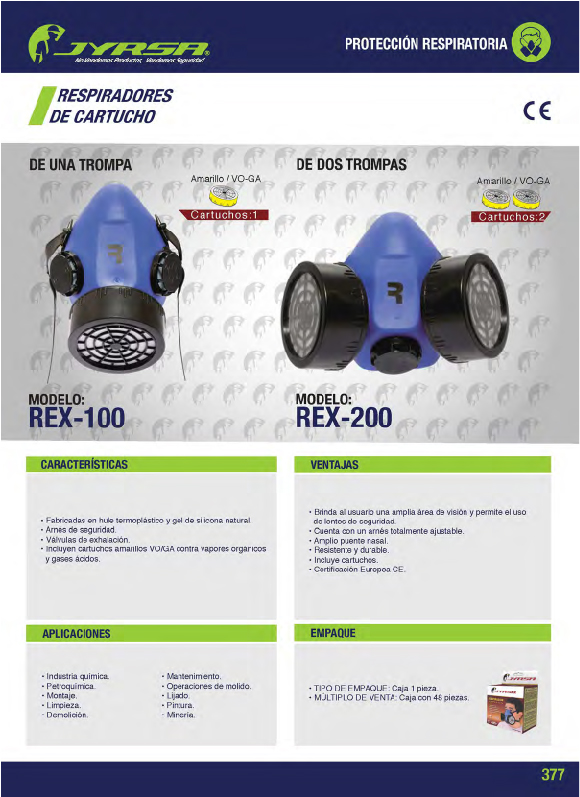 JYRSA®
No Vendemos Productos, Vendemos Seguridad
PROTECCIÓN RESPIRATORIA
RESPIRADORES
DE CARTUCHO
CE
DE UNA TROMPA
Amarillo / VO-GA
Cartuchos:1
DE DOS TROMPAS
Amarillo / VO-GA
Cartuchos:2
MODELO:
REX-100
MODELO:
REX-200
CARACTERÍSTICAS
• Fabricadas en hule termoplástico y gel de silicona natural
• Arnés de seguridad.
• Válvulas de exhalación.
• Incluyen cartuchos amarillos VO/GA contra vapores orgánicos
y gases ácidos.
VENTAJAS
• Brinda al usuario una amplia área de visión y permite el uso
de lentes de seguridad.
• Cuenta con un arnés totalmente ajustable.
• Amplio puente nasal.
• Resistente y durable.
• Incluye cartuchos.
• Certificación Europea CE.
APLICACIONES
• Industria química.
• Petroquímica.
• Montaje.
• Limpieza.
• Demolición.
• Mantenimento.
• Operaciones de molido.
• Lijado.
• Pintura.
• Minería.
EMPAQUE
• TIPO DE EMPAQUE: Caja 1 pieza.
• MÚLTIPLO DE VENTA: Caja con 48 piezas.
JYRSA
377